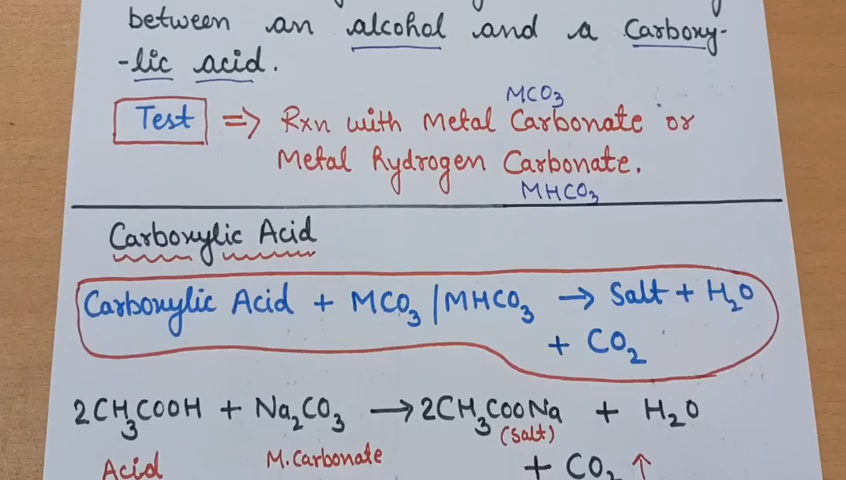 between an alcohol and a Carboxy-
-lic acid.
MCO3
Test => Rxn with Metal Carbonate or
Metal hydrogen Carbonate.
MHCO3
Carboxylic Acid
Carboxylic Acid + MCO3/MHCO3 → Salt + H2O
+ CO2
2CH3COOH + Na2CO3 → 2CH3COONa + H2O
(Salt)
Acid M. Carbonate + CO2 ↑